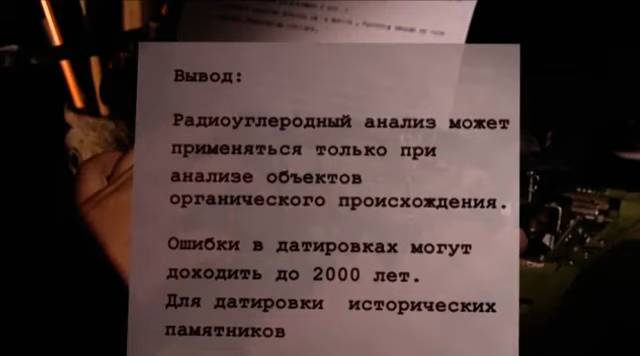 Вывод:
Радиоуглеродный анализ может
применяться только при
анализе объектов
органического происхождения.
Ошибки в датировках могут
доходить до 2000 лет.
Для датировки исторических
памятников